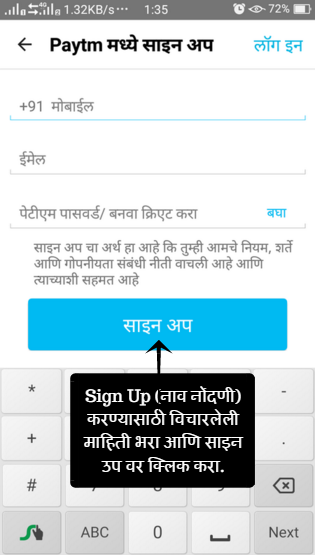 4G 1.32KB/s... 1:35 72%
← Paytm मध्ये साइन अप लॉग इन
+91 मोबाईल
ईमेल
पेटीएम पासवर्ड/ बनवा क्रिएट करा बघा
साइन अप चा अर्थ हा आहे कि तुम्ही आमचे नियम, शर्ते
आणि गोपनीयता संबंधी नीती वाचली आहे आणि
त्याच्याशी सहमत आहे
साइन अप
* -
Sign Up (नाव नोंदणी)
करण्यासाठी विचारलेली
माहिती भरा आणि साइन
उप वर क्लिक करा.
+ .
#
ABC 0 Next